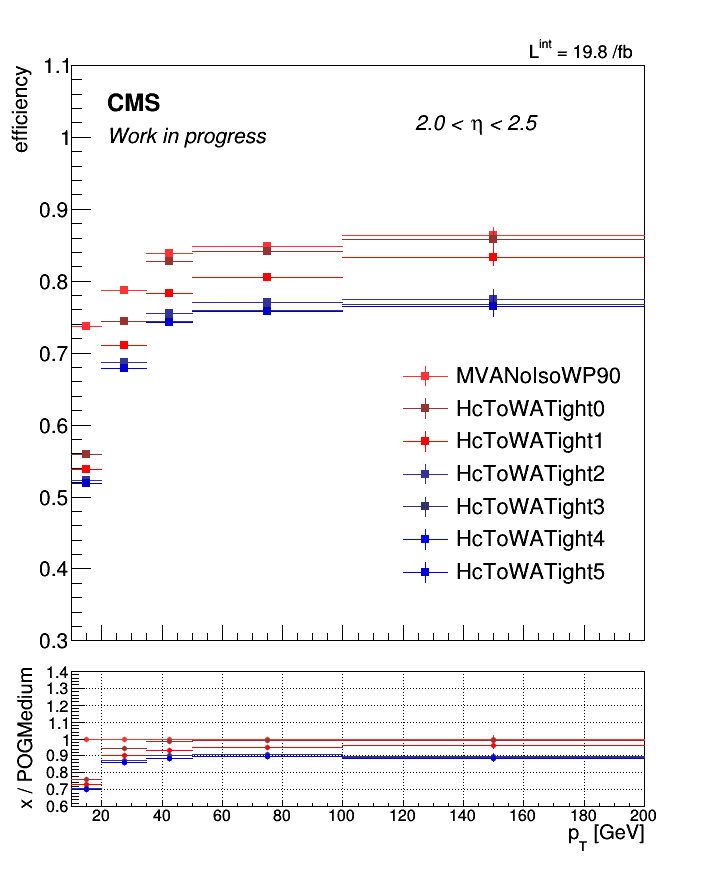 L^int = 19.8 /fb
efficiency
1.1
CMS
Work in progress
2.0 < η < 2.5
1
0.9
0.8
0.7
0.6
0.5
0.4
0.3
MVANoIsoWP90
HcToWATight0
HcToWATight1
HcToWATight2
HcToWATight3
HcToWATight4
HcToWATight5
x / POGMedium
1.4
1.3
1.2
1.1
1
0.9
0.8
0.7
0.6
20 40 60 80 100 120 140 160 180 200
p_T [GeV]